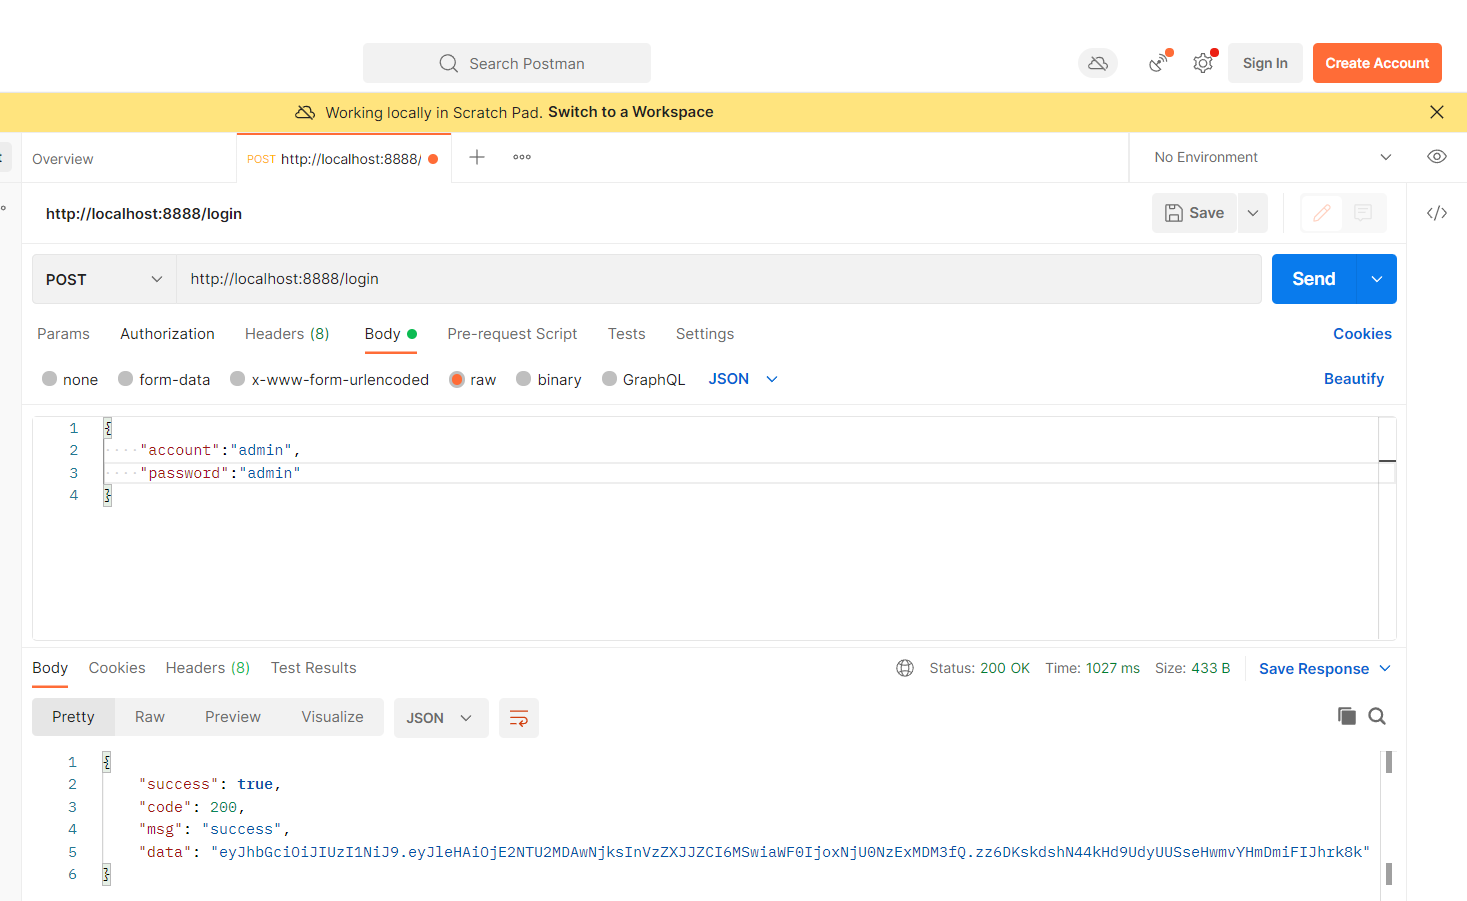 Search Postman
Sign In
Create Account
Working locally in Scratch Pad. Switch to a Workspace
Overview
POST http://localhost:8888/
No Environment
http://localhost:8888/login
Save
</>
POST
http://localhost:8888/login
Send
Params Authorization Headers (8) Body Pre-request Script Tests Settings
Cookies
none form-data x-www-form-urlencoded raw binary GraphQL JSON
Beautify
1 {
2 "account":"admin",
3 "password":"admin"
4 }
Body Cookies Headers (8) Test Results
Status: 200 OK Time: 1027 ms Size: 433 B
Save Response
Pretty Raw Preview Visualize JSON
1 {
2 "success": true,
3 "code": 200,
4 "msg": "success",
5 "data": "eyJhbGciOiJIUzI1NiJ9.eyJleHAiOjE2NTU2MDAwNjksInVzZXJJZCI6MSwiaWF0IjoxNjU0NzExMDM3fQ.zz6DKskdshN44kHd9UdyUUSseHwmvYHmDmiFIJhrk8k"
6 }